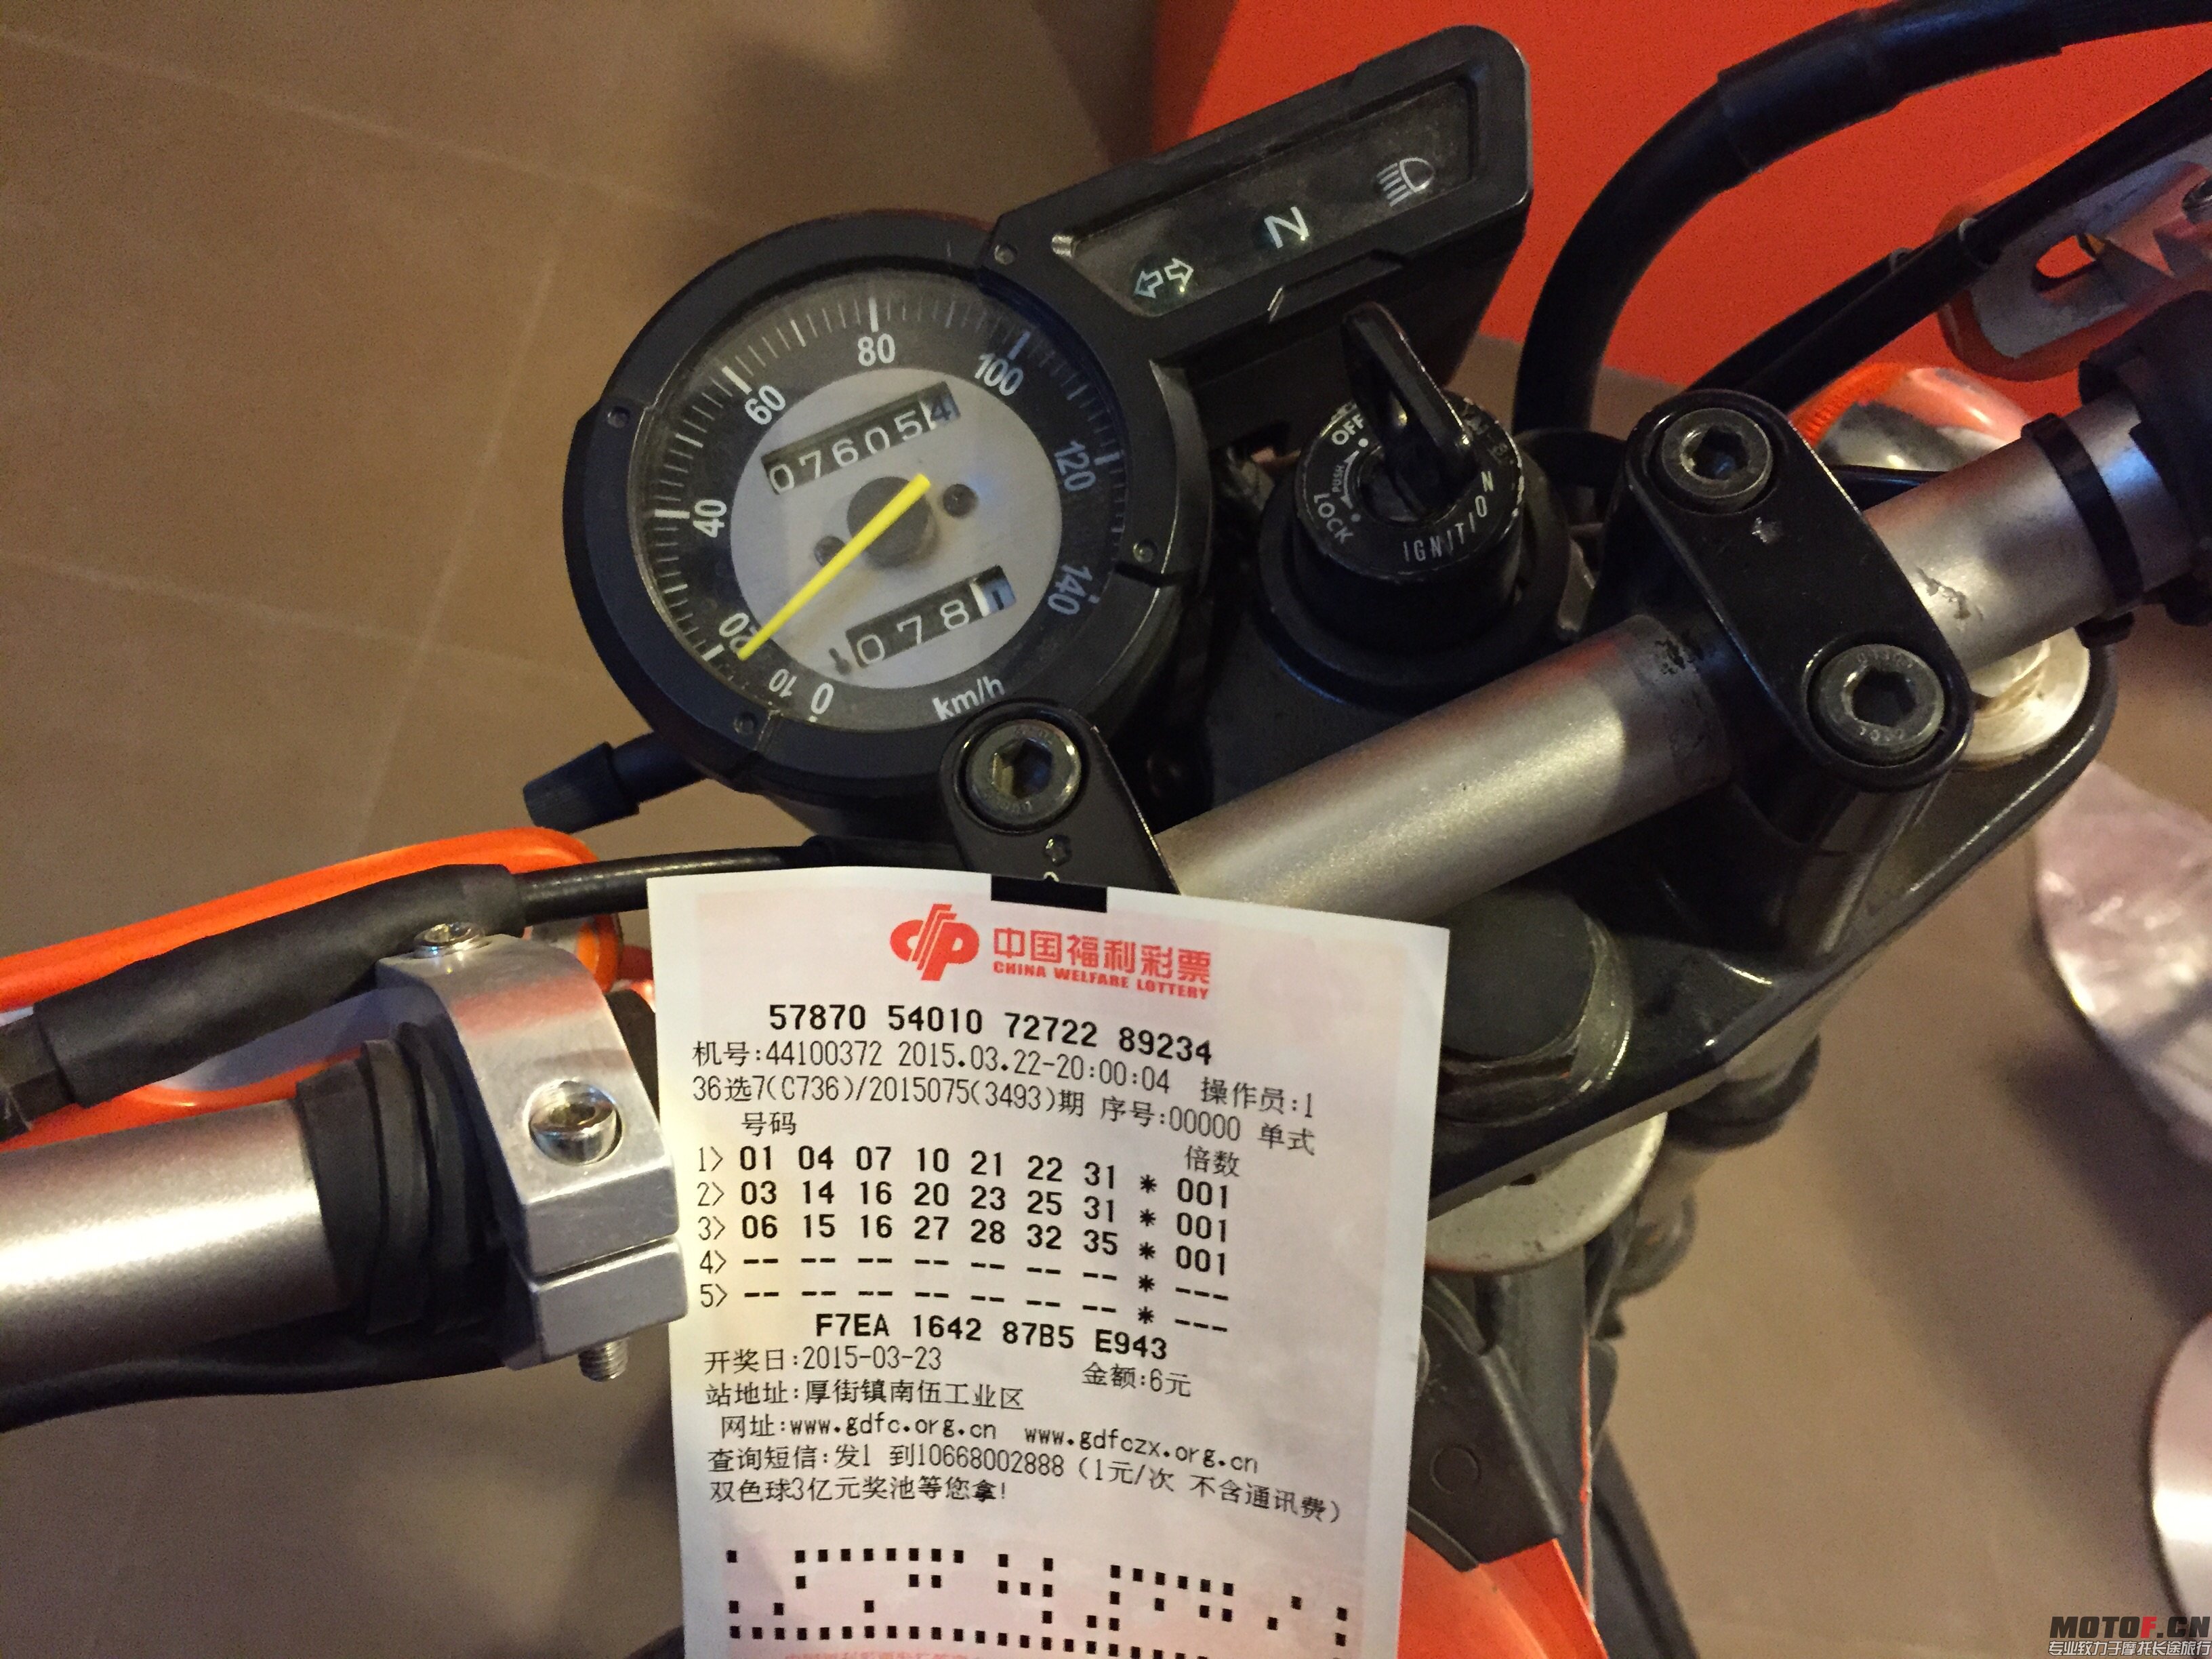 80
100
60
120
40
140
20
10
0
km/h
076054
078
N
OFF
PUSH
LOCK
IGNITION
中国福利彩票
CHINA WELFARE LOTTERY
57870 54010 72722 89234
机号:44100372 2015.03.22-20:00:04 操作员:1
36选7(C736)/2015075(3493)期 序号:00000 单式
号码 倍数
1> 01 04 07 10 21 22 31 * 001
2> 03 14 16 20 23 25 31 * 001
3> 06 15 16 27 28 32 35 * 001
4> -- -- -- -- -- -- -- * ---
5> -- -- -- -- -- -- -- * ---
F7EA 1642 87B5 E943
开奖日:2015-03-23 金额:6元
站地址:厚街镇南伍工业区
网址:www.gdfc.org.cn www.gdfczx.org.cn
查询短信:发1 到10668002888（1元/次 不含通讯费）
双色球3亿元奖池等您拿!
MOTOF.CN
专业致力于摩托长途旅行